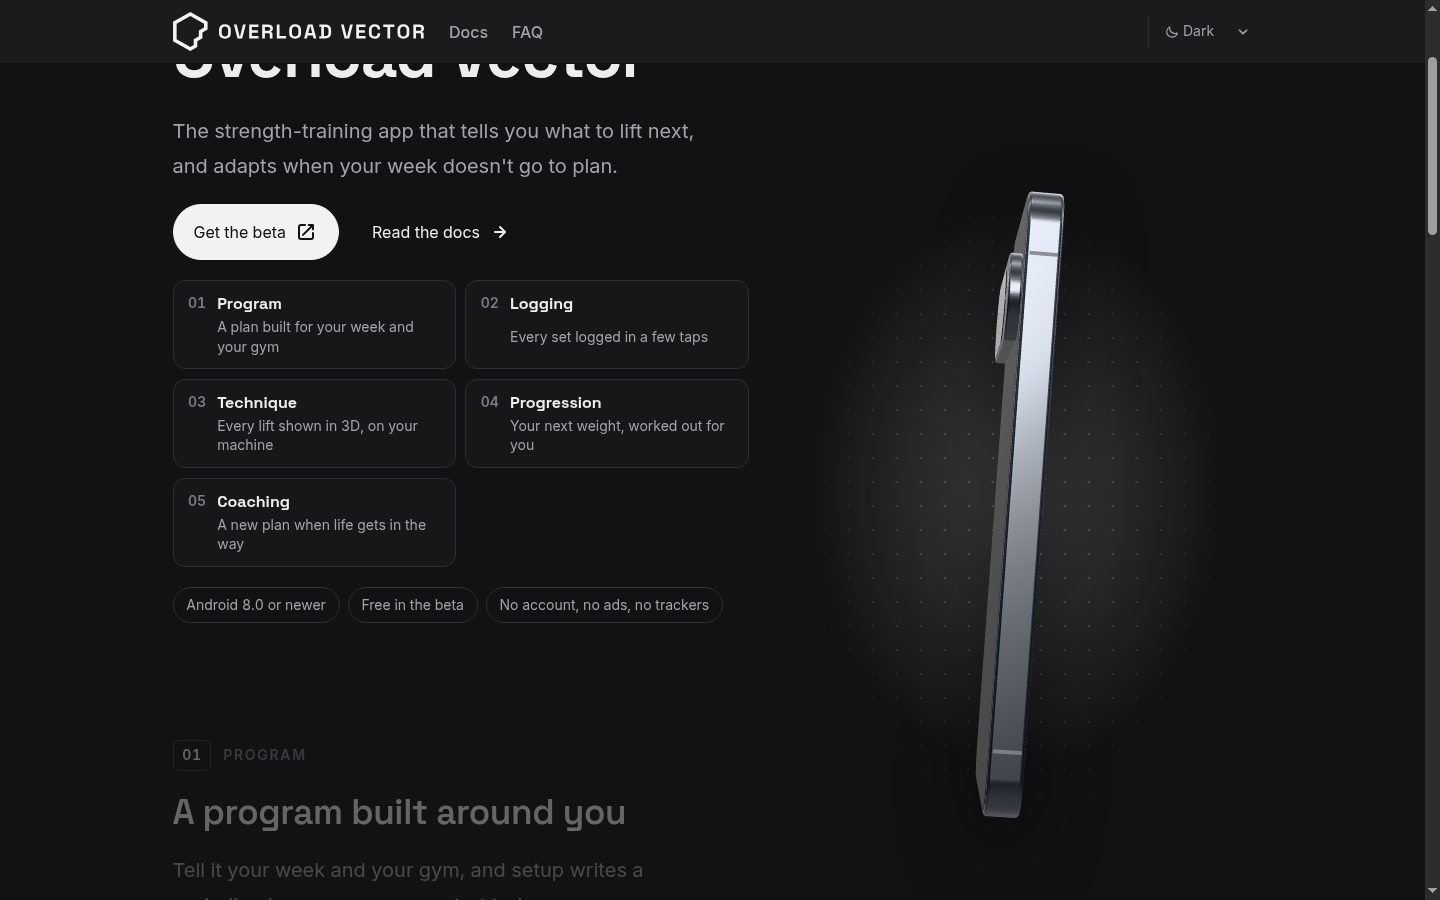 OVERLOAD VECTOR Docs FAQ Dark
Overload Vector
The strength-training app that tells you what to lift next,
and adapts when your week doesn't go to plan.
Get the beta Read the docs
01 Program
A plan built for your week and
your gym
02 Logging
Every set logged in a few taps
03 Technique
Every lift shown in 3D, on your
machine
04 Progression
Your next weight, worked out for
you
05 Coaching
A new plan when life gets in the
way
Android 8.0 or newer Free in the beta No account, no ads, no trackers
01 PROGRAM
A program built around you
Tell it your week and your gym, and setup writes a